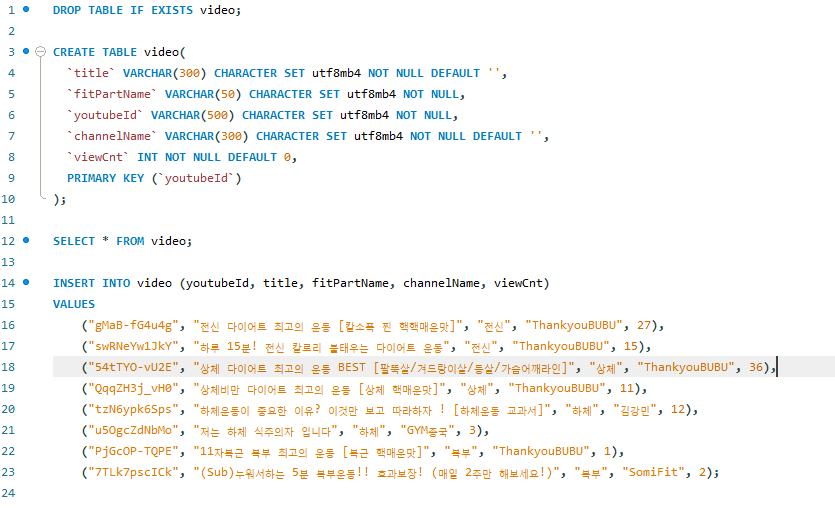 1 DROP TABLE IF EXISTS video;
2
3 CREATE TABLE video(
4 `title` VARCHAR(300) CHARACTER SET utf8mb4 NOT NULL DEFAULT '',
5 `fitPartName` VARCHAR(50) CHARACTER SET utf8mb4 NOT NULL,
6 `youtubeId` VARCHAR(500) CHARACTER SET utf8mb4 NOT NULL,
7 `channelName` VARCHAR(300) CHARACTER SET utf8mb4 NOT NULL DEFAULT '',
8 `viewCnt` INT NOT NULL DEFAULT 0,
9 PRIMARY KEY (`youtubeId`)
10 );
11
12 SELECT * FROM video;
13
14 INSERT INTO video (youtubeId, title, fitPartName, channelName, viewCnt)
15 VALUES
16 ("gMaB-fG4u4g", "전신 다이어트 최고의 운동 [칼소폭 찐 핵핵매운맛]", "전신", "ThankyouBUBU", 27),
17 ("swRNeYw1JkY", "하루 15분! 전신 칼로리 불태우는 다이어트 운동", "전신", "ThankyouBUBU", 15),
18 ("54tTYO-vU2E", "상체 다이어트 최고의 운동 BEST [팔뚝살/겨드랑이살/등살/가슴어깨라인]", "상체", "ThankyouBUBU", 36),
19 ("QqqZH3j_vH0", "상체비만 다이어트 최고의 운동 [상체 핵매운맛]", "상체", "ThankyouBUBU", 11),
20 ("tzN6ypk6Sps", "하체운동이 중요한 이유? 이것만 보고 따라하자 ! [하체운동 교과서]", "하체", "김강민", 12),
21 ("u5OgcZdNbMo", "저는 하체 식주의자 입니다", "하체", "GYM종국", 3),
22 ("PjGcOP-TQPE", "11자복근 복부 최고의 운동 [복근 핵매운맛]", "복부", "ThankyouBUBU", 1),
23 ("7TLk7pscICk", "(Sub)누워서하는 5분 복부운동!! 효과보장! (매일 2주만 해보세요!)", "복부", "SomiFit", 2);
24